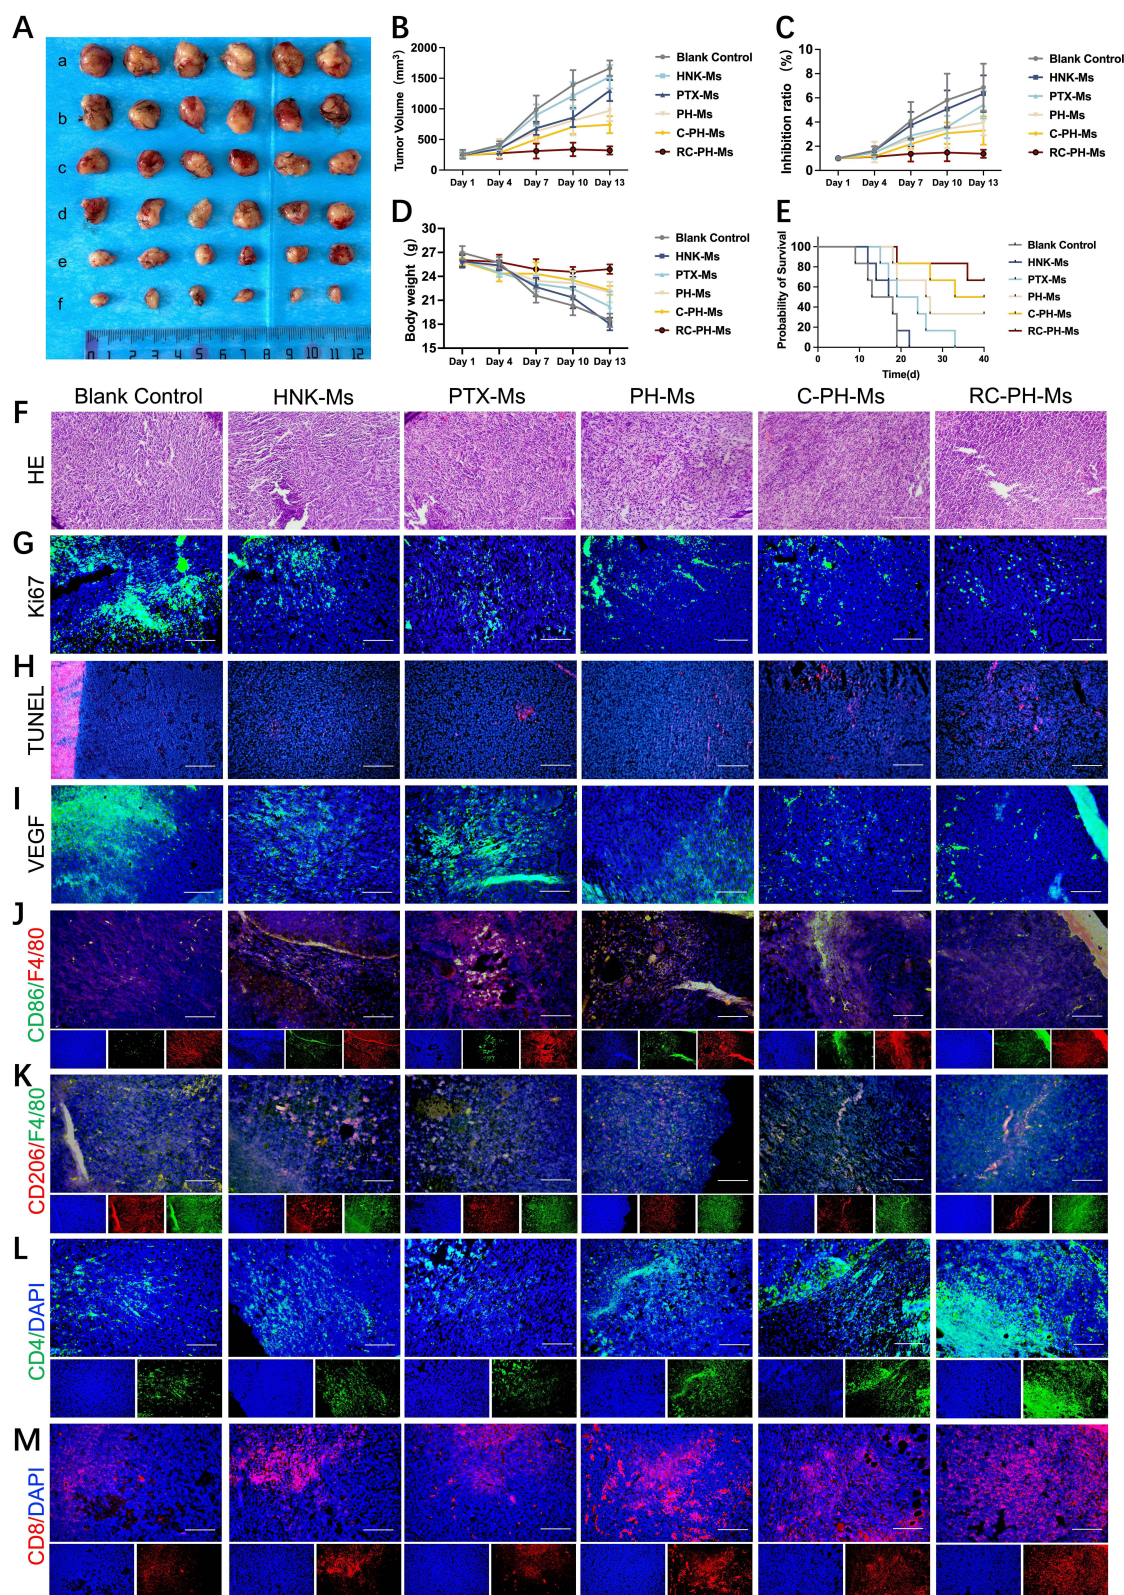 A
a
b
c
d
e
f
0 1 2 3 4 5 6 7 8 9 10 11 12
B
Tumor Volume (mm³)
2000
1500
1000
500
0
Day 1 Day 4 Day 7 Day 10 Day 13
Blank Control
HNK-Ms
PTX-Ms
PH-Ms
C-PH-Ms
RC-PH-Ms
C
Inhibition ratio (%)
10
8
6
4
2
0
Day 1 Day 4 Day 7 Day 10 Day 13
Blank Control
HNK-Ms
PTX-Ms
PH-Ms
C-PH-Ms
RC-PH-Ms
D
Body weight (g)
30
27
24
21
18
15
Day 1 Day 4 Day 7 Day 10 Day 13
Blank Control
HNK-Ms
PTX-Ms
PH-Ms
C-PH-Ms
RC-PH-Ms
E
Probability of Survival
100
80
60
40
20
0
0 10 20 30 40
Time(d)
Blank Control
HNK-Ms
PTX-Ms
PH-Ms
C-PH-Ms
RC-PH-Ms
Blank Control HNK-Ms PTX-Ms PH-Ms C-PH-Ms RC-PH-Ms
F
HE
G
Ki67
H
TUNEL
I
VEGF
J
CD86/F4/80
K
CD206/F4/80
L
CD4/DAPI
M
CD8/DAPI